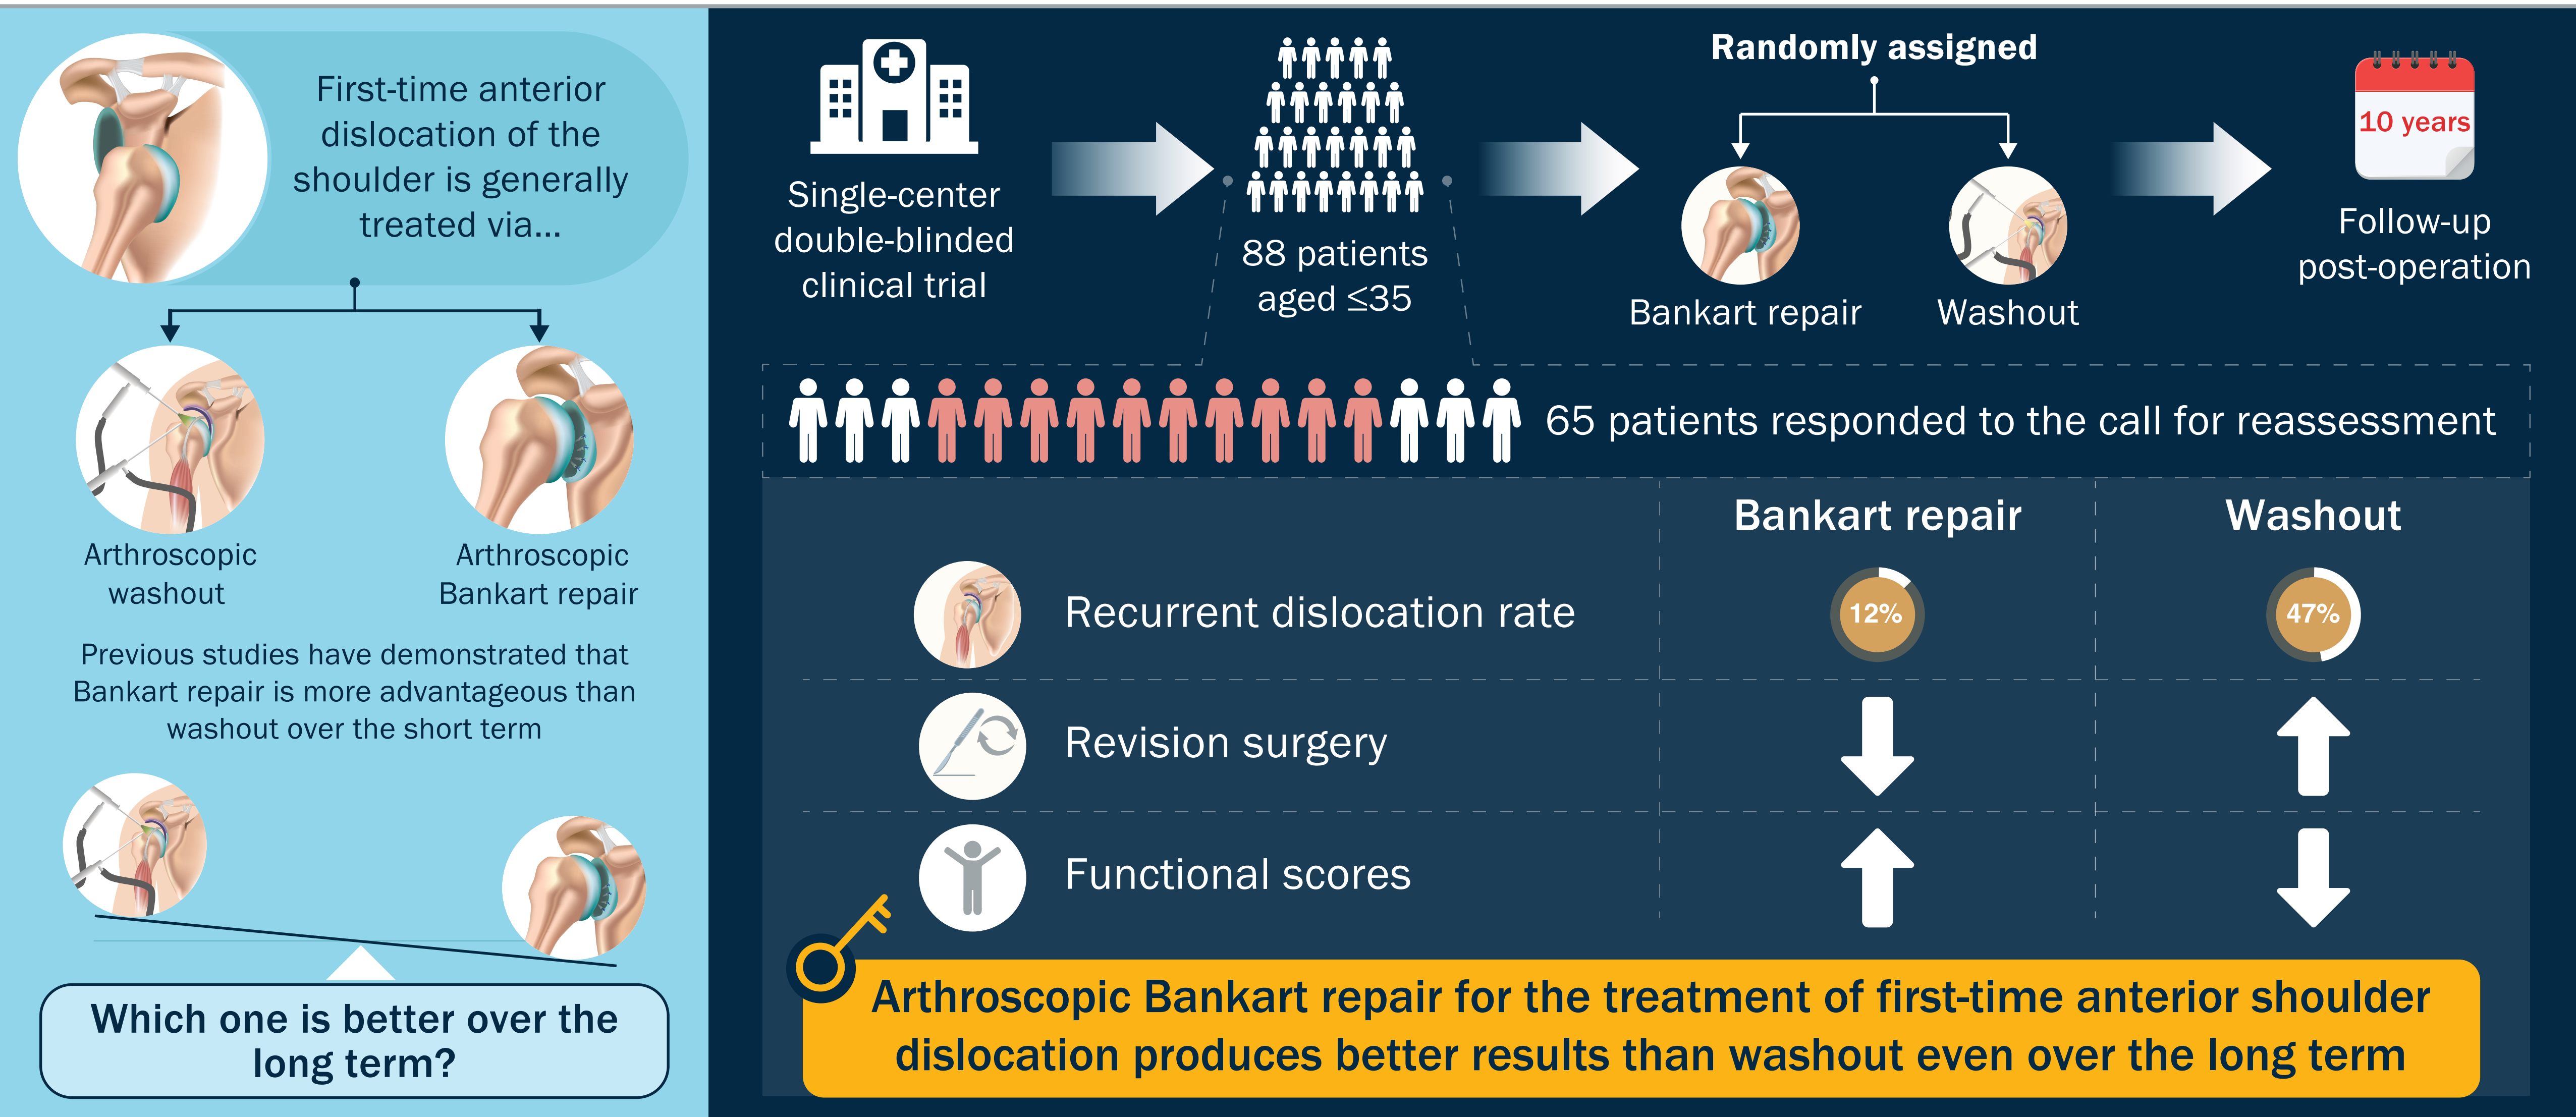 First-time anterior
dislocation of the
shoulder is generally
treated via...
Arthroscopic
washout
Arthroscopic
Bankart repair
Previous studies have demonstrated that
Bankart repair is more advantageous than
washout over the short term
Which one is better over the
long term?
Single-center
double-blinded
clinical trial
88 patients
aged ≤35
Randomly assigned
Bankart repair
Washout
10 years
Follow-up
post-operation
65 patients responded to the call for reassessment
Bankart repair
Washout
Recurrent dislocation rate
12%
47%
Revision surgery
Functional scores
Arthroscopic Bankart repair for the treatment of first-time anterior shoulder
dislocation produces better results than washout even over the long term